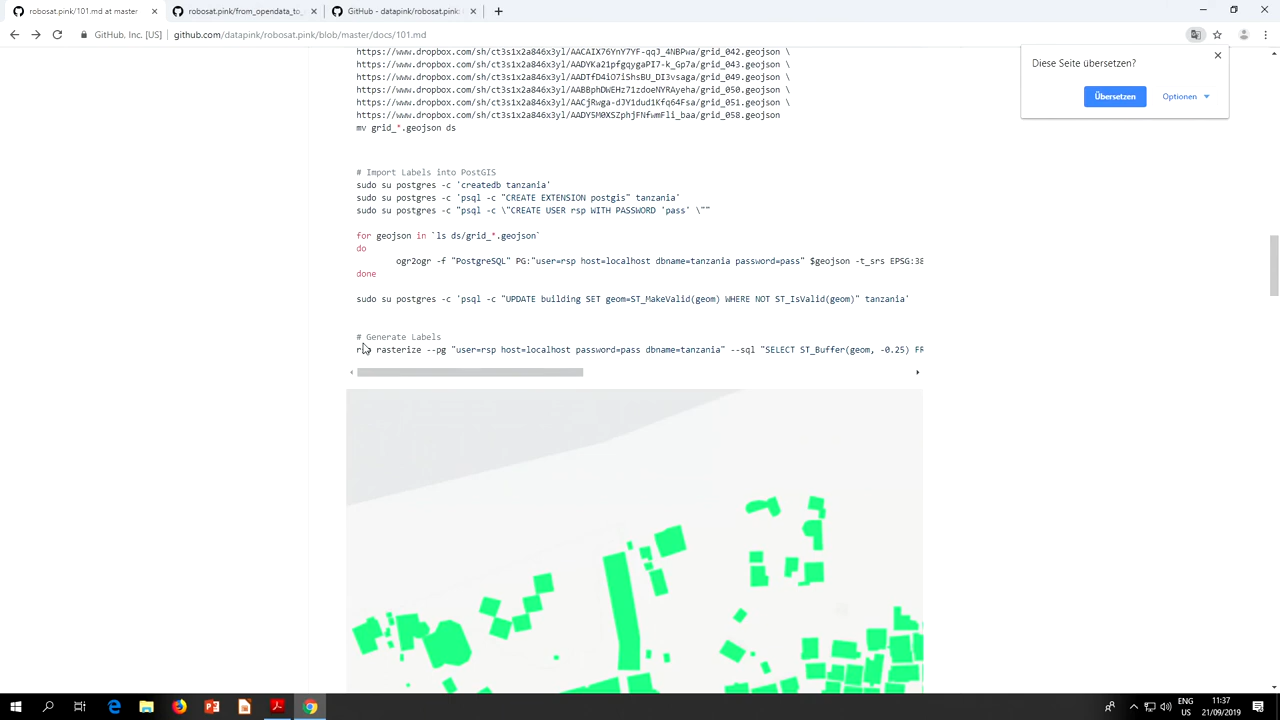 robosat.pink/101.md at master
robosat.pink/from_opendata_to_
GitHub - datapink/robosat.pink:
GitHub, Inc. [US]
github.com/datapink/robosat.pink/blob/master/docs/101.md
Diese Seite übersetzen?
Übersetzen
Optionen
https://www.dropbox.com/sh/ct3s1x2a846x3yl/AACAIX76YnY7YF-qqJ_4NBPwa/grid_042.geojson \
https://www.dropbox.com/sh/ct3s1x2a846x3yl/AADYKa21pfgqygaPI7-k_Gp7a/grid_043.geojson \
https://www.dropbox.com/sh/ct3s1x2a846x3yl/AADTfD4iO7iShsBU_DI3vsaga/grid_049.geojson \
https://www.dropbox.com/sh/ct3s1x2a846x3yl/AABBphDWEHz71zdoeNYRAyeha/grid_050.geojson \
https://www.dropbox.com/sh/ct3s1x2a846x3yl/AACjRwga-dJY1dud1Kfq64Fsa/grid_051.geojson \
https://www.dropbox.com/sh/ct3s1x2a846x3yl/AADY5M0XSZphjFNfwmFli_baa/grid_058.geojson
mv grid_*.geojson ds
# Import Labels into PostGIS
sudo su postgres -c 'createdb tanzania'
sudo su postgres -c 'psql -c "CREATE EXTENSION postgis" tanzania'
sudo su postgres -c "psql -c \"CREATE USER rsp WITH PASSWORD 'pass' \""
for geojson in `ls ds/grid_*.geojson`
do
ogr2ogr -f "PostgreSQL" PG:"user=rsp host=localhost dbname=tanzania password=pass" $geojson -t_srs EPSG:38
done
sudo su postgres -c 'psql -c "UPDATE building SET geom=ST_MakeValid(geom) WHERE NOT ST_IsValid(geom)" tanzania'
# Generate Labels
rsp rasterize --pg "user=rsp host=localhost password=pass dbname=tanzania" --sql "SELECT ST_Buffer(geom, -0.25) FR
ENG
US
11:37
21/09/2019